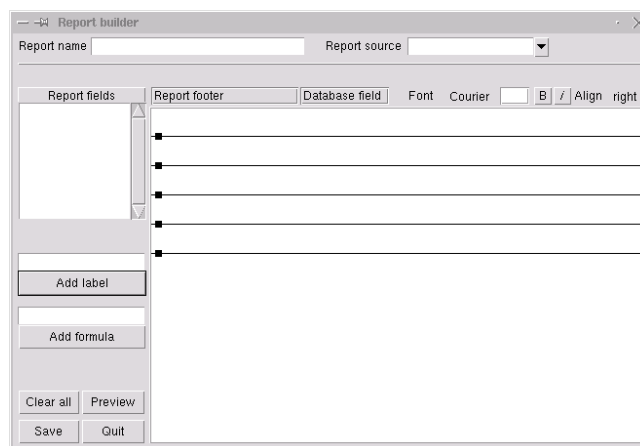 Report builder
Report name Report source
Report fields Report footer Database field Font Courier B i Align right
Add label
Add formula
Clear all Preview
Save Quit